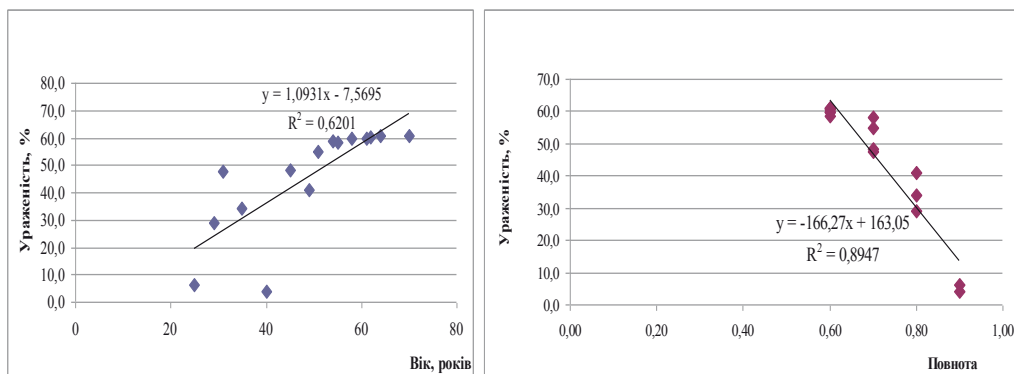 80,0
70,0
60,0
50,0
40,0
30,0
20,0
10,0
0,0
Ураженість, %
y = 1,0931x - 7,5695
R² = 0,6201
0 20 40 60 80
Вік, років
70,0
60,0
50,0
40,0
30,0
20,0
10,0
0,0
Ураженість, %
y = -166,27x + 163,05
R² = 0,8947
0,00 0,20 0,40 0,60 0,80 1,00
Повнота